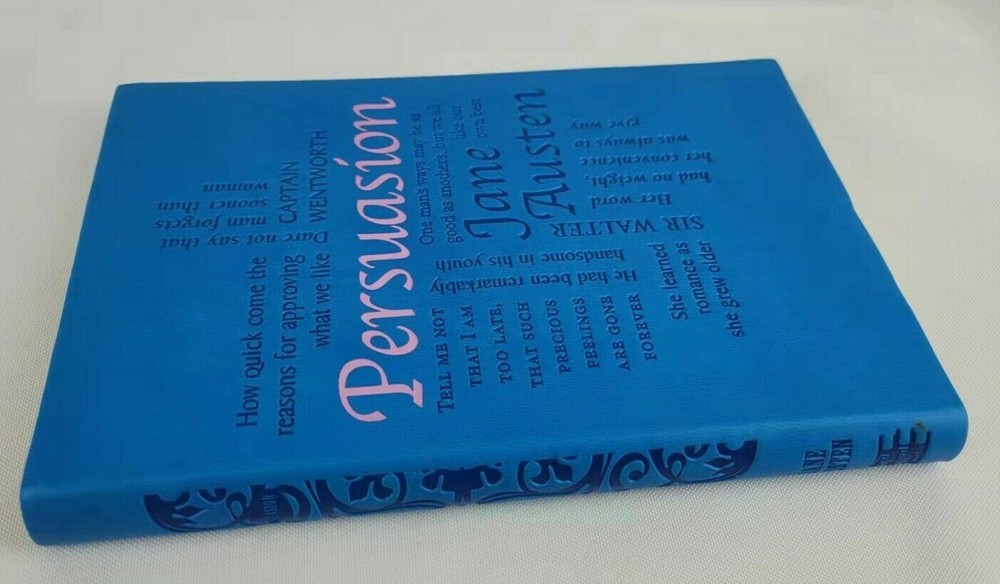 How quick come the
reasons for approving
what we like
Dare not say that
man forgets
sooner than
woman
CAPTAIN
WENTWORTH
Persuasion
One man's ways may be as
good as another's, but we all
like our
own best
Jane
Austen
TELL ME NOT
THAT I AM
TOO LATE,
THAT SUCH
PRECIOUS
FEELINGS
ARE GONE
FOREVER
He had been remarkably
handsome in his youth
SIR WALTER
Her word
had no weight,
her convenience
was always to
give way
She learned
romance as
she grew older